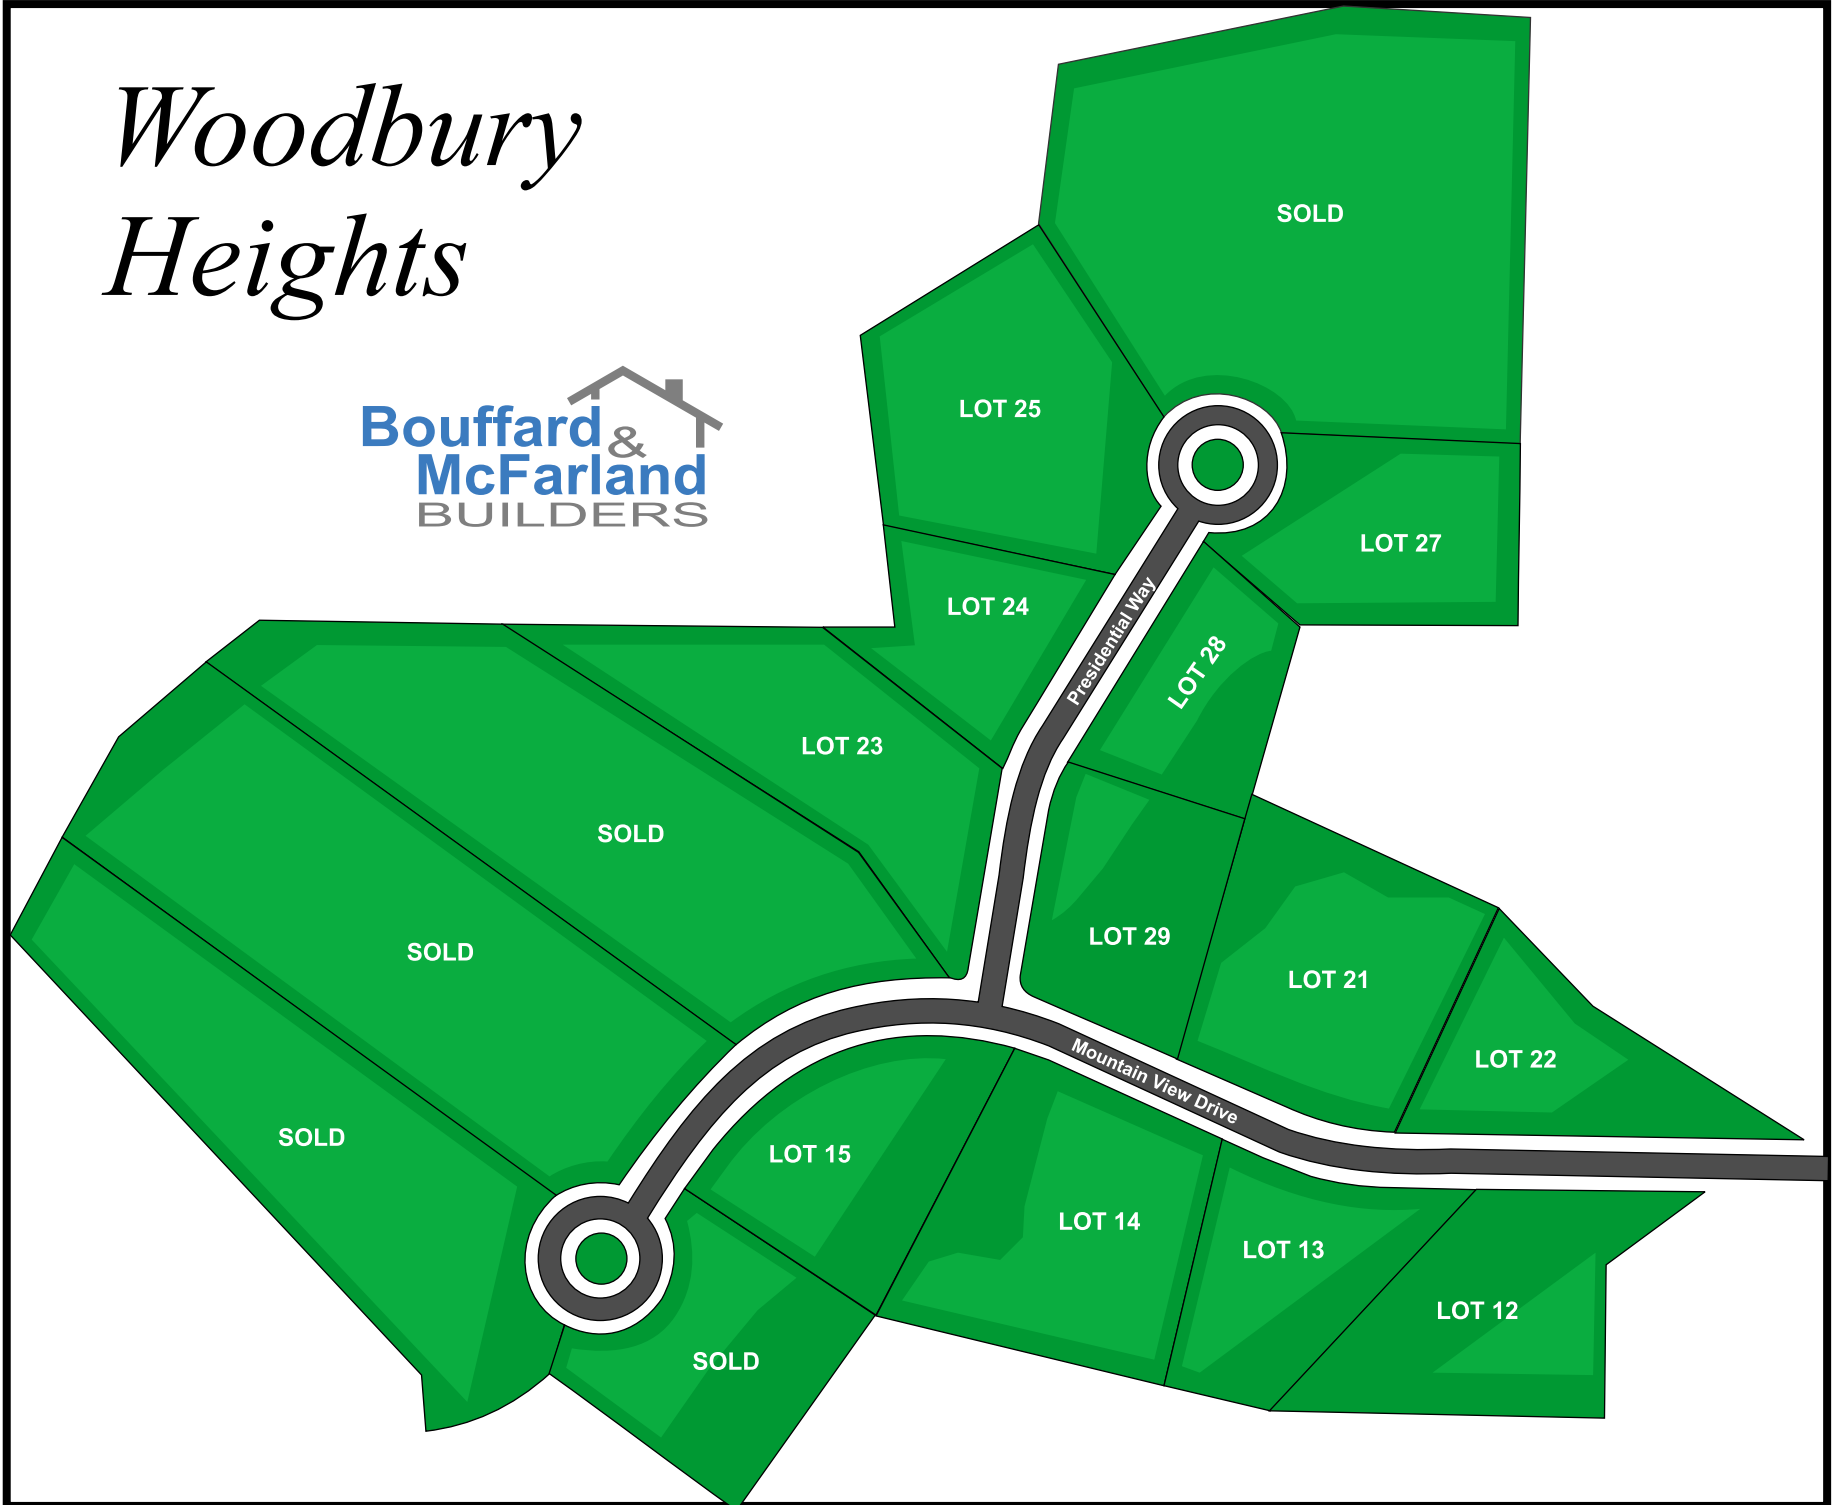 Woodbury
Heights
Bouffard &
McFarland
BUILDERS
SOLD
LOT 25
LOT 27
LOT 24
Presidential Way
LOT 28
LOT 23
SOLD
SOLD
LOT 29
LOT 21
LOT 22
Mountain View Drive
SOLD
LOT 15
LOT 14
LOT 13
LOT 12
SOLD